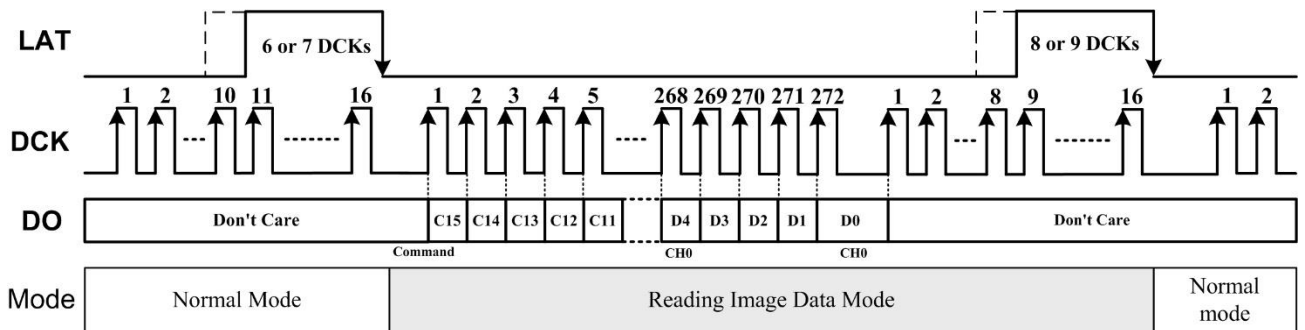 LAT
6 or 7 DCKs
8 or 9 DCKs
DCK
1 2 10 11 16 1 2 3 4 5 268 269 270 271 272 1 2 8 9 16 1 2
DO
Don't Care C15 C14 C13 C12 C11 D4 D3 D2 D1 D0 Don't Care
Command CH0 CH0
Mode
Normal Mode Reading Image Data Mode Normal
mode